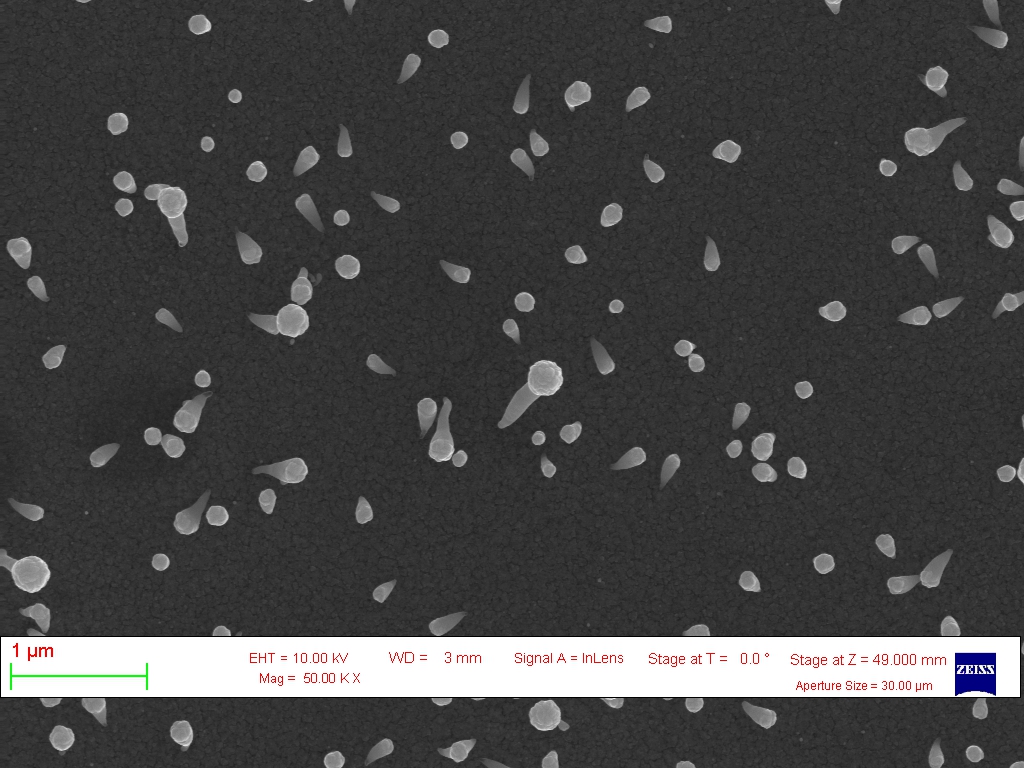 1 µm
EHT = 10.00 kV WD = 3 mm Signal A = InLens Stage at T = 0.0 ° Stage at Z = 49.000 mm
Mag = 50.00 K X Aperture Size = 30.00 µm
ZEISS